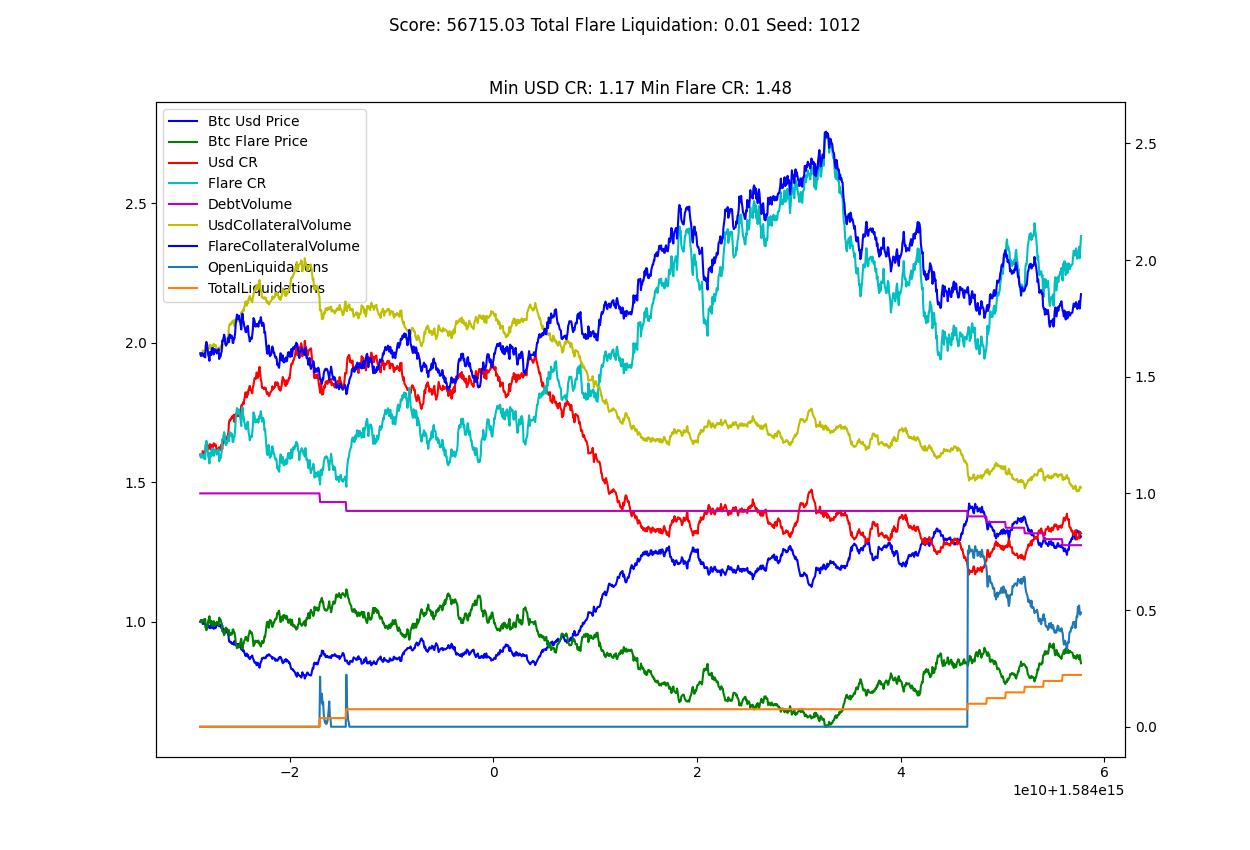 Score: 56715.03 Total Flare Liquidation: 0.01 Seed: 1012
Min USD CR: 1.17 Min Flare CR: 1.48
Btc Usd Price
Btc Flare Price
Usd CR
Flare CR
DebtVolume
UsdCollateralVolume
FlareCollateralVolume
OpenLiquidations
TotalLiquidations
2.5
2.0
1.5
1.0
2.5
2.0
1.5
1.0
0.5
0.0
−2
0
2
4
6
1e10+1.584e15